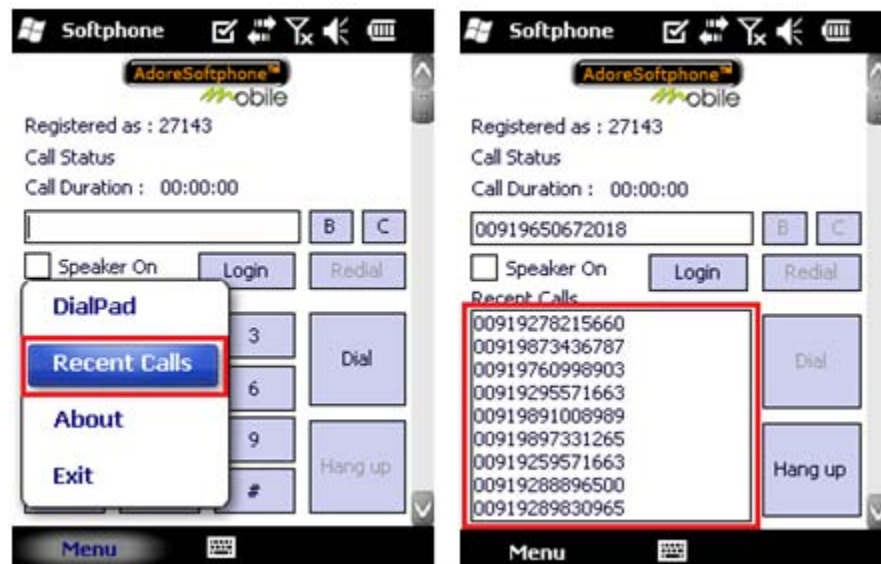 Softphone
AdoreSoftphone™
mobile
Registered as : 27143
Call Status
Call Duration : 00:00:00
B C
Speaker On Login Redial
DialPad
Recent Calls
About
Exit
3
6
9
#
Dial
Hang up
Menu
Softphone
AdoreSoftphone™
mobile
Registered as : 27143
Call Status
Call Duration : 00:00:00
00919650672018 B C
Speaker On Login Redial
Recent Calls
00919278215660
00919873436787
00919760998903
00919295571663
00919891008989
00919897331265
00919259571663
00919288896500
00919289830965
Dial
Hang up
Menu